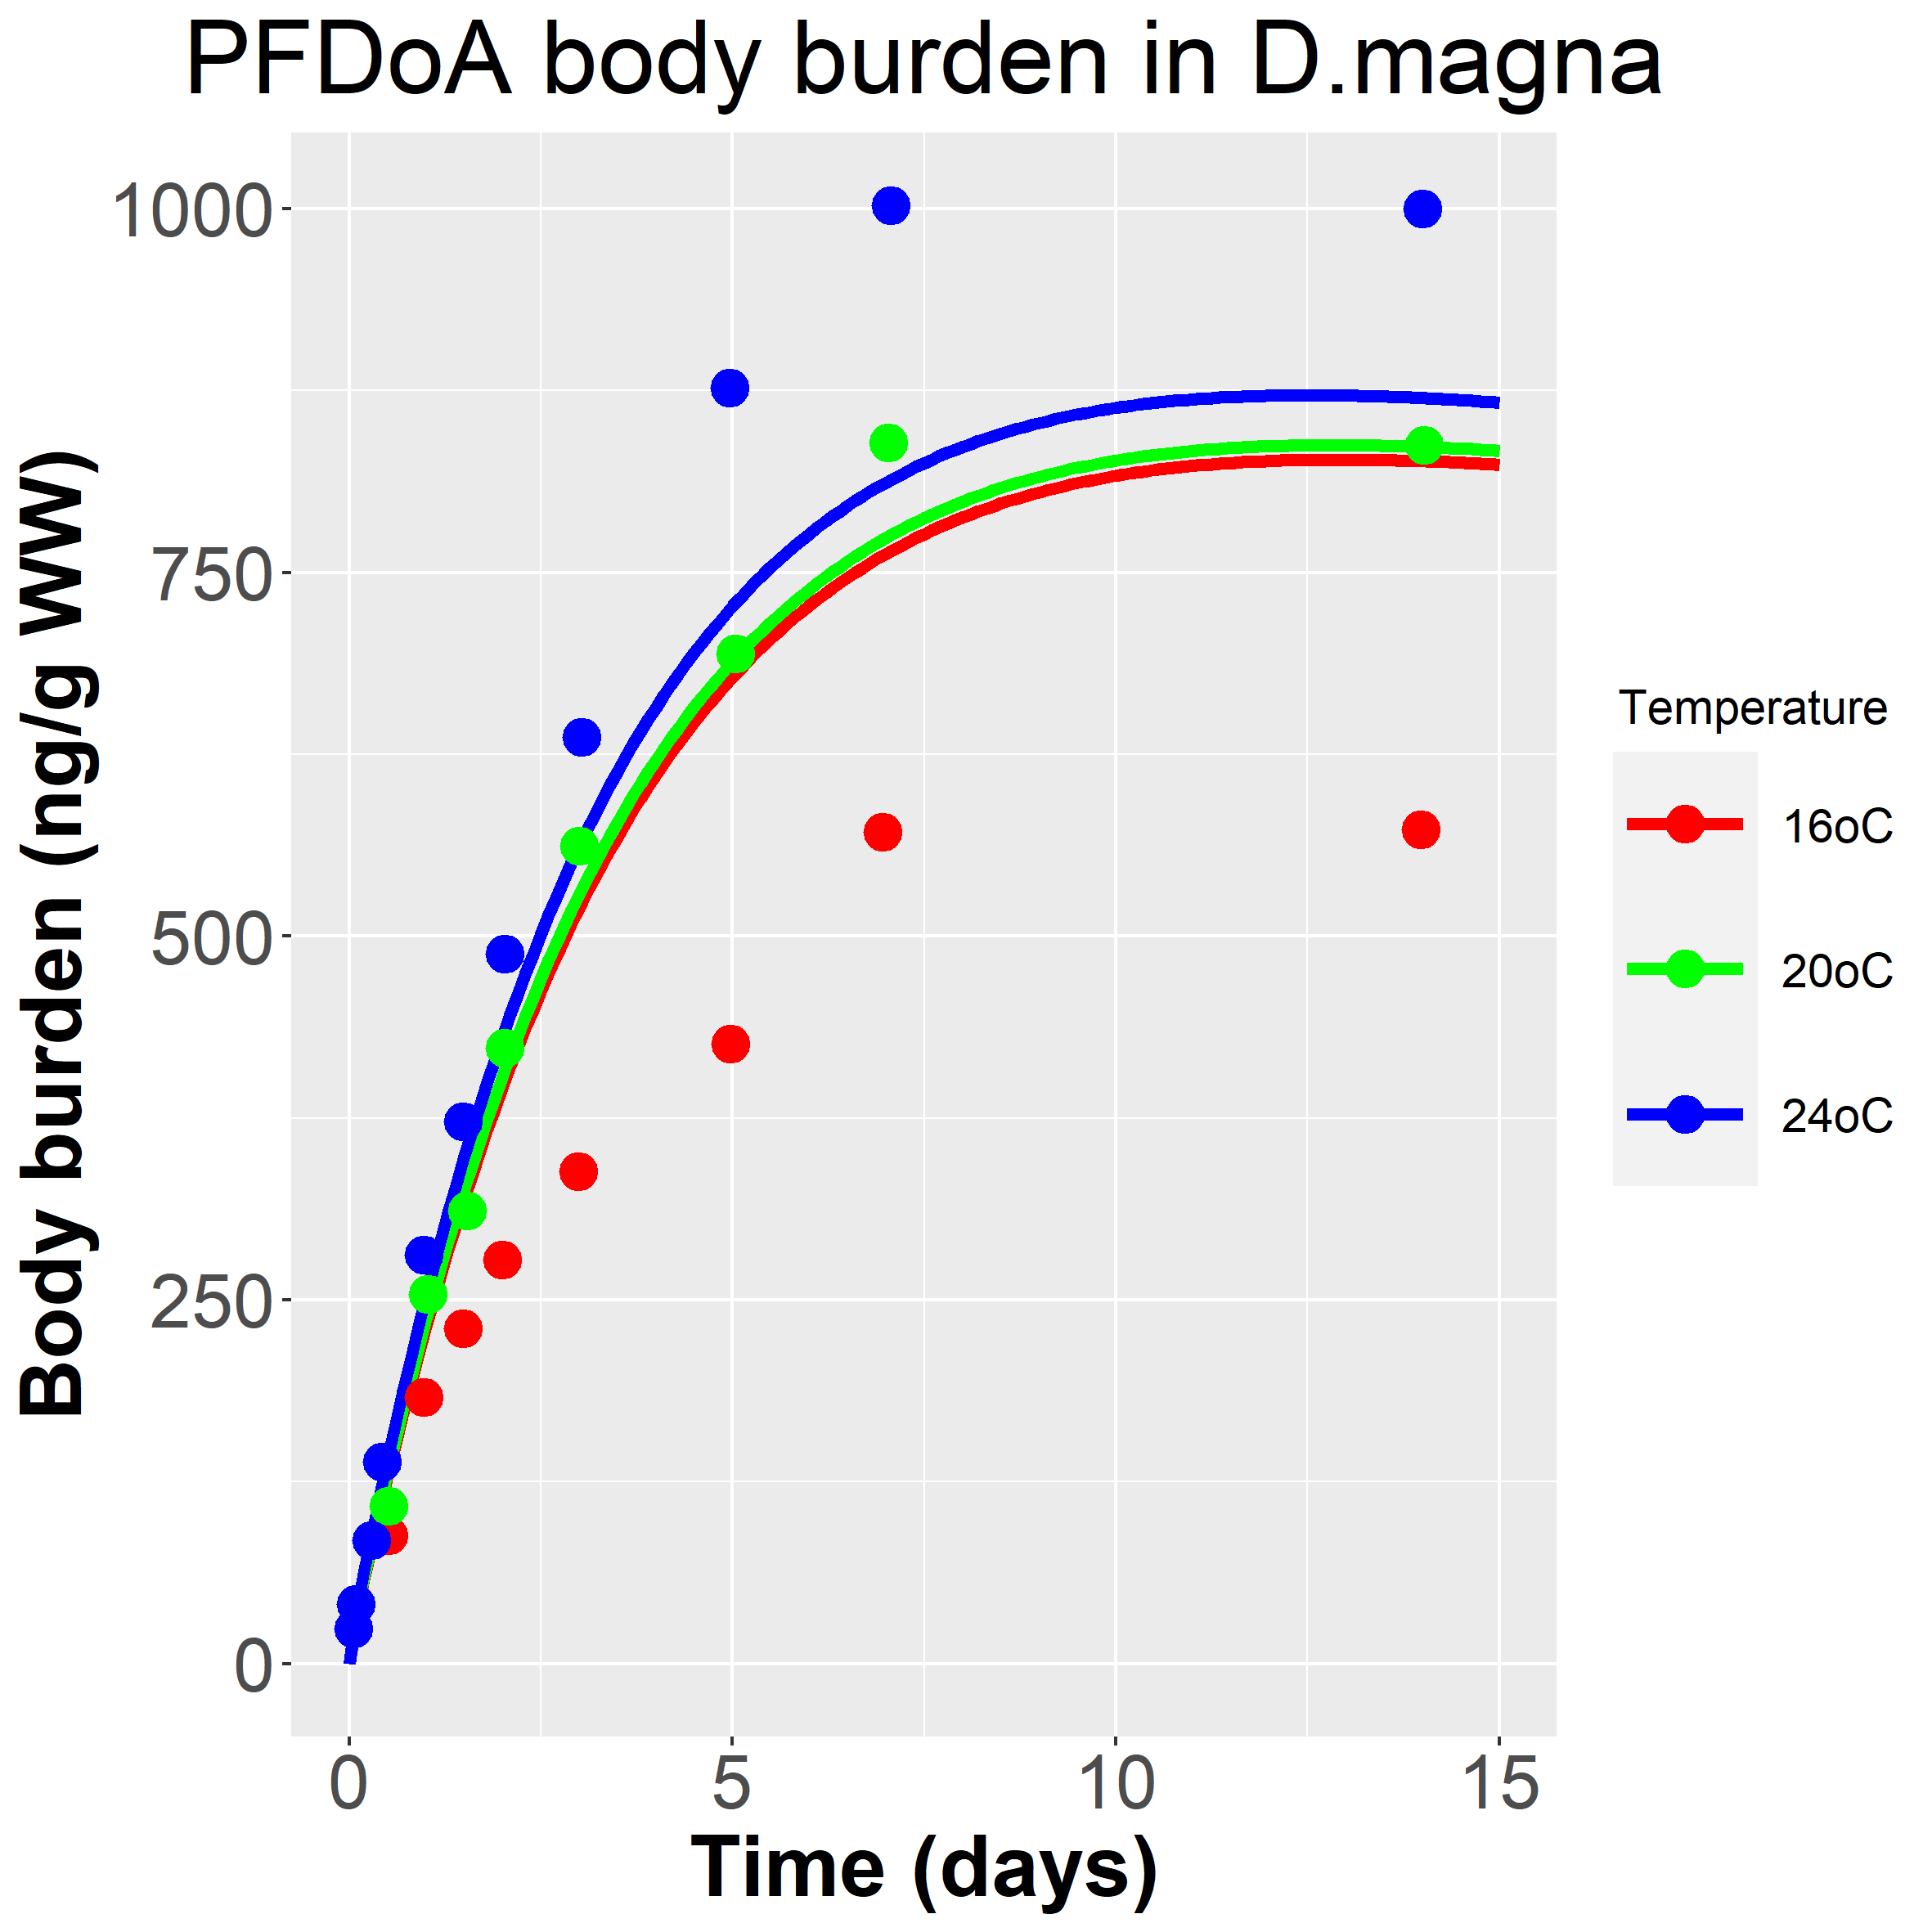 PFDoA body burden in D.magna
Body burden (ng/g WW)
1000
750
500
250
0
0 5 10 15
Time (days)
Temperature
16oC
20oC
24oC